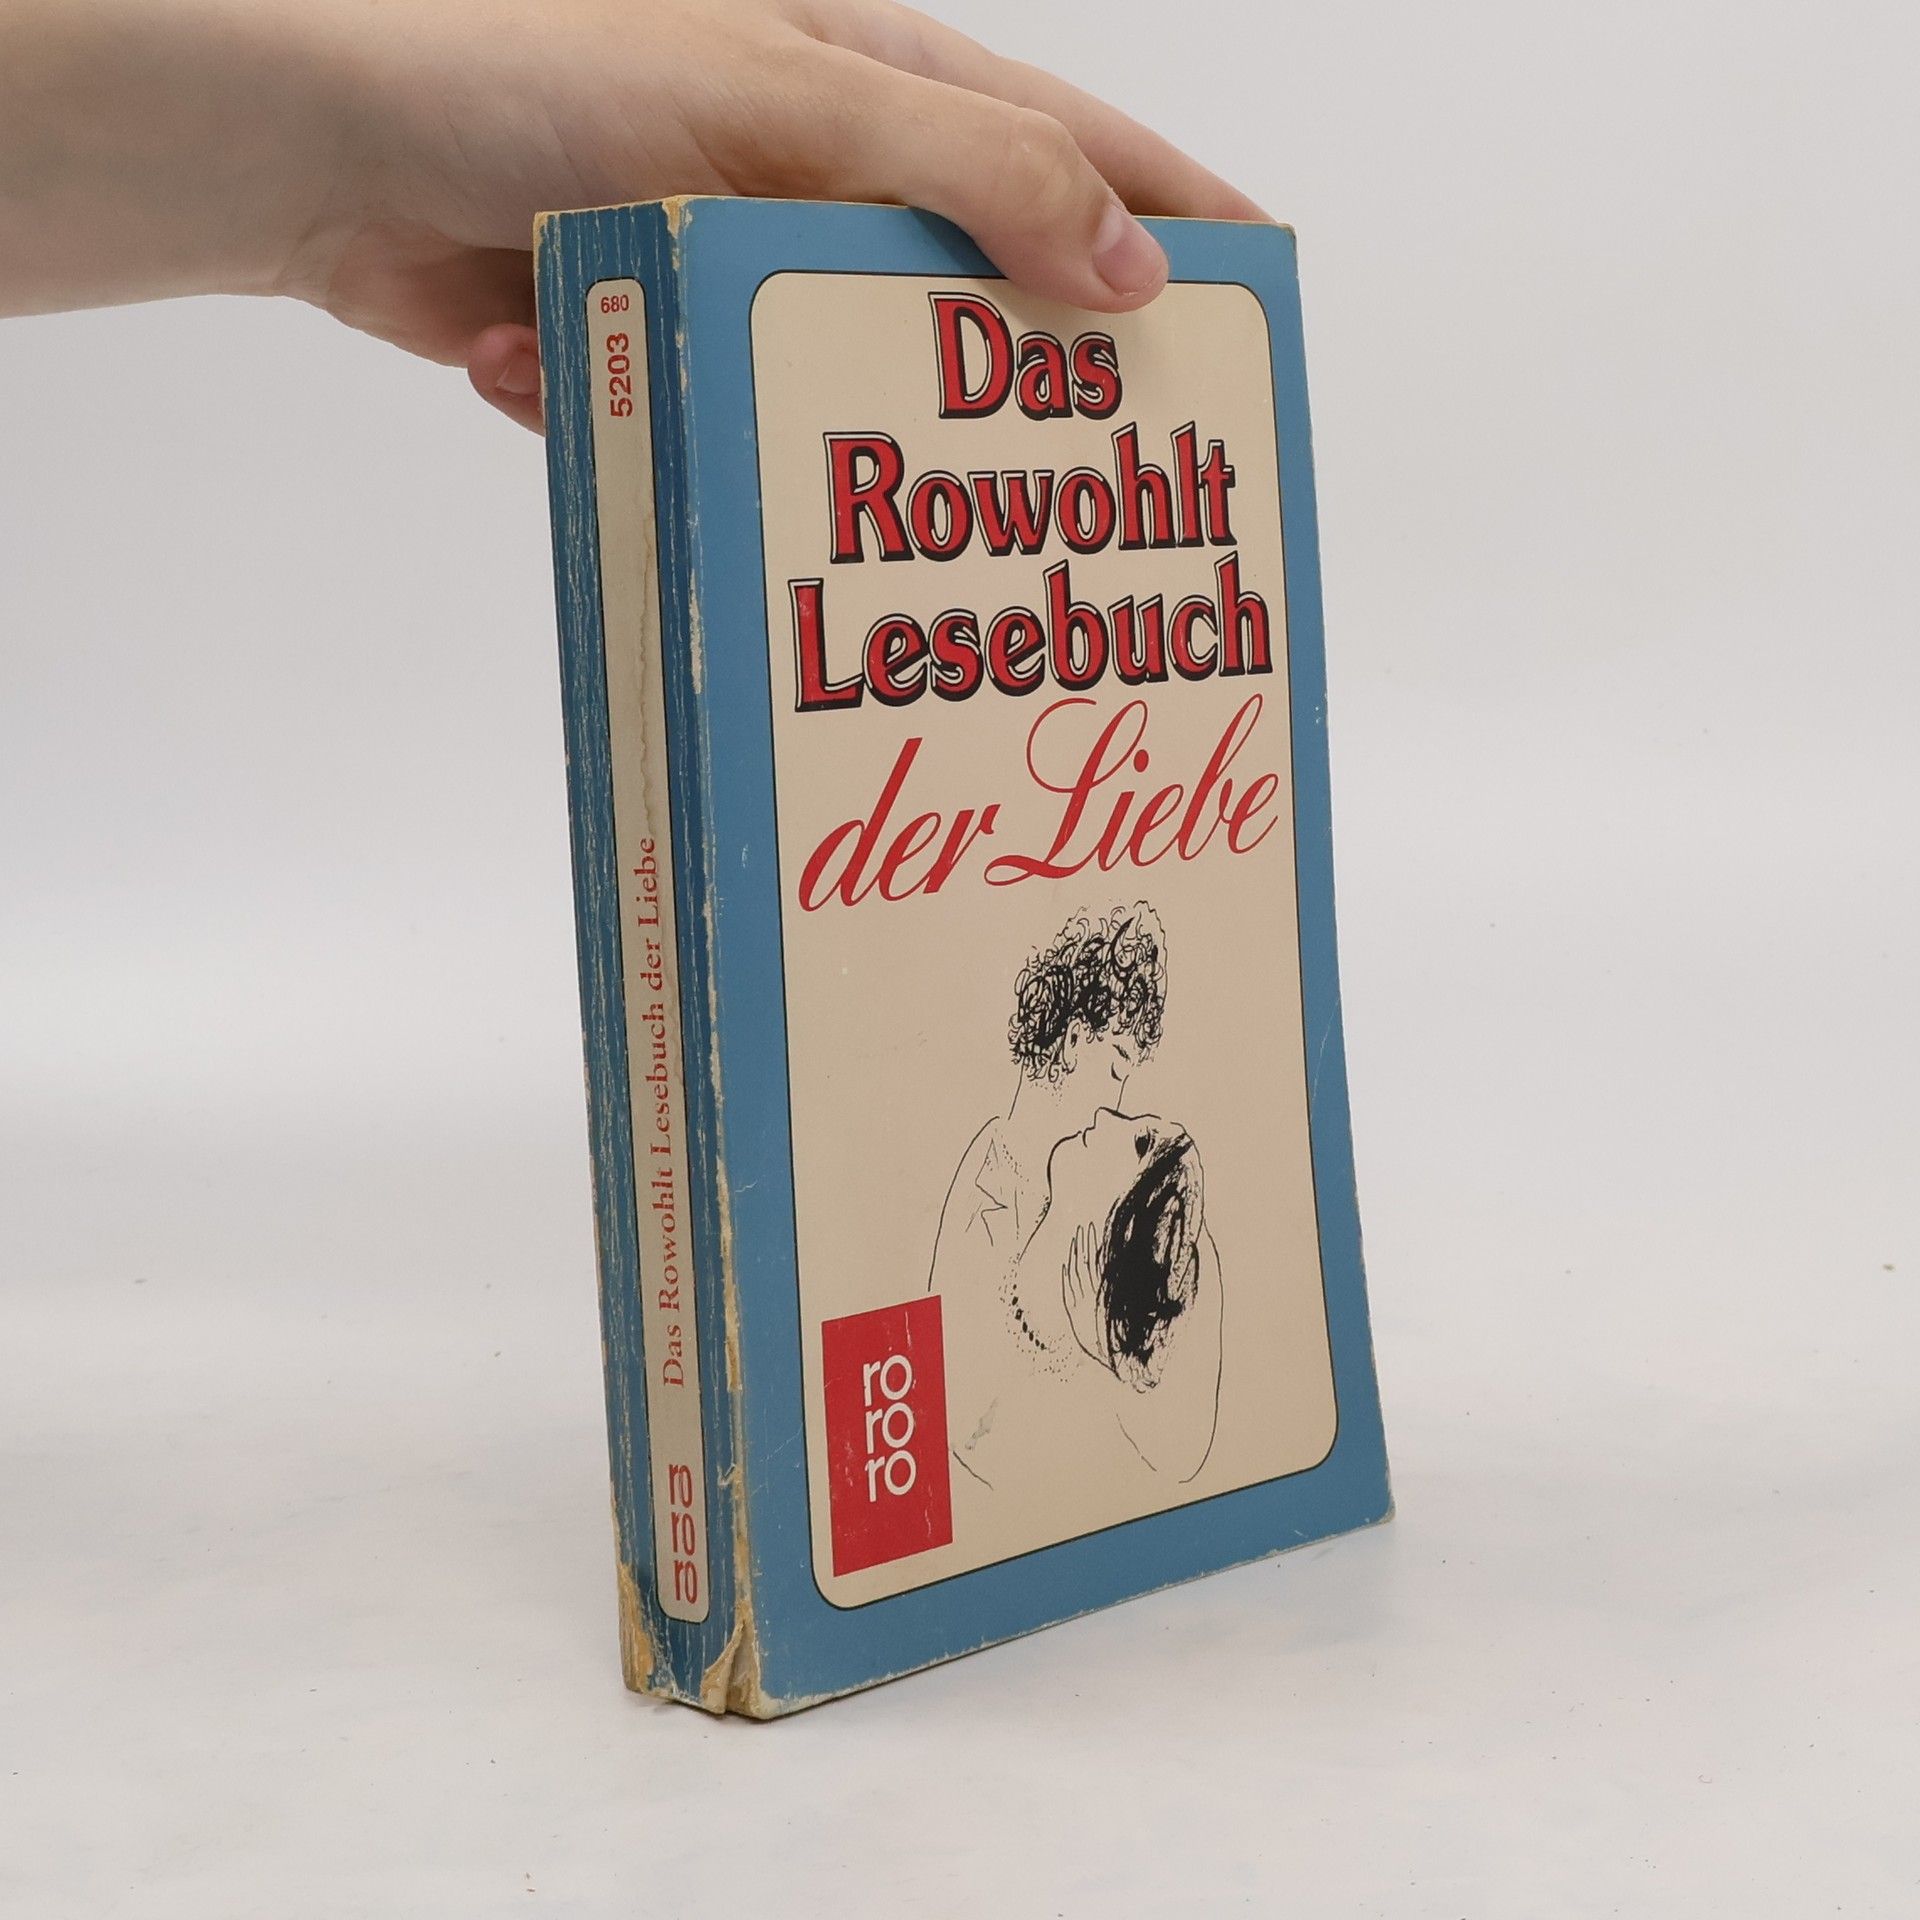 Das
Rowohlt
Lesebuch
der Liebe
ro
ro
ro
680
5203
Das Rowohlt Lesebuch der Liebe
ro
ro
ro